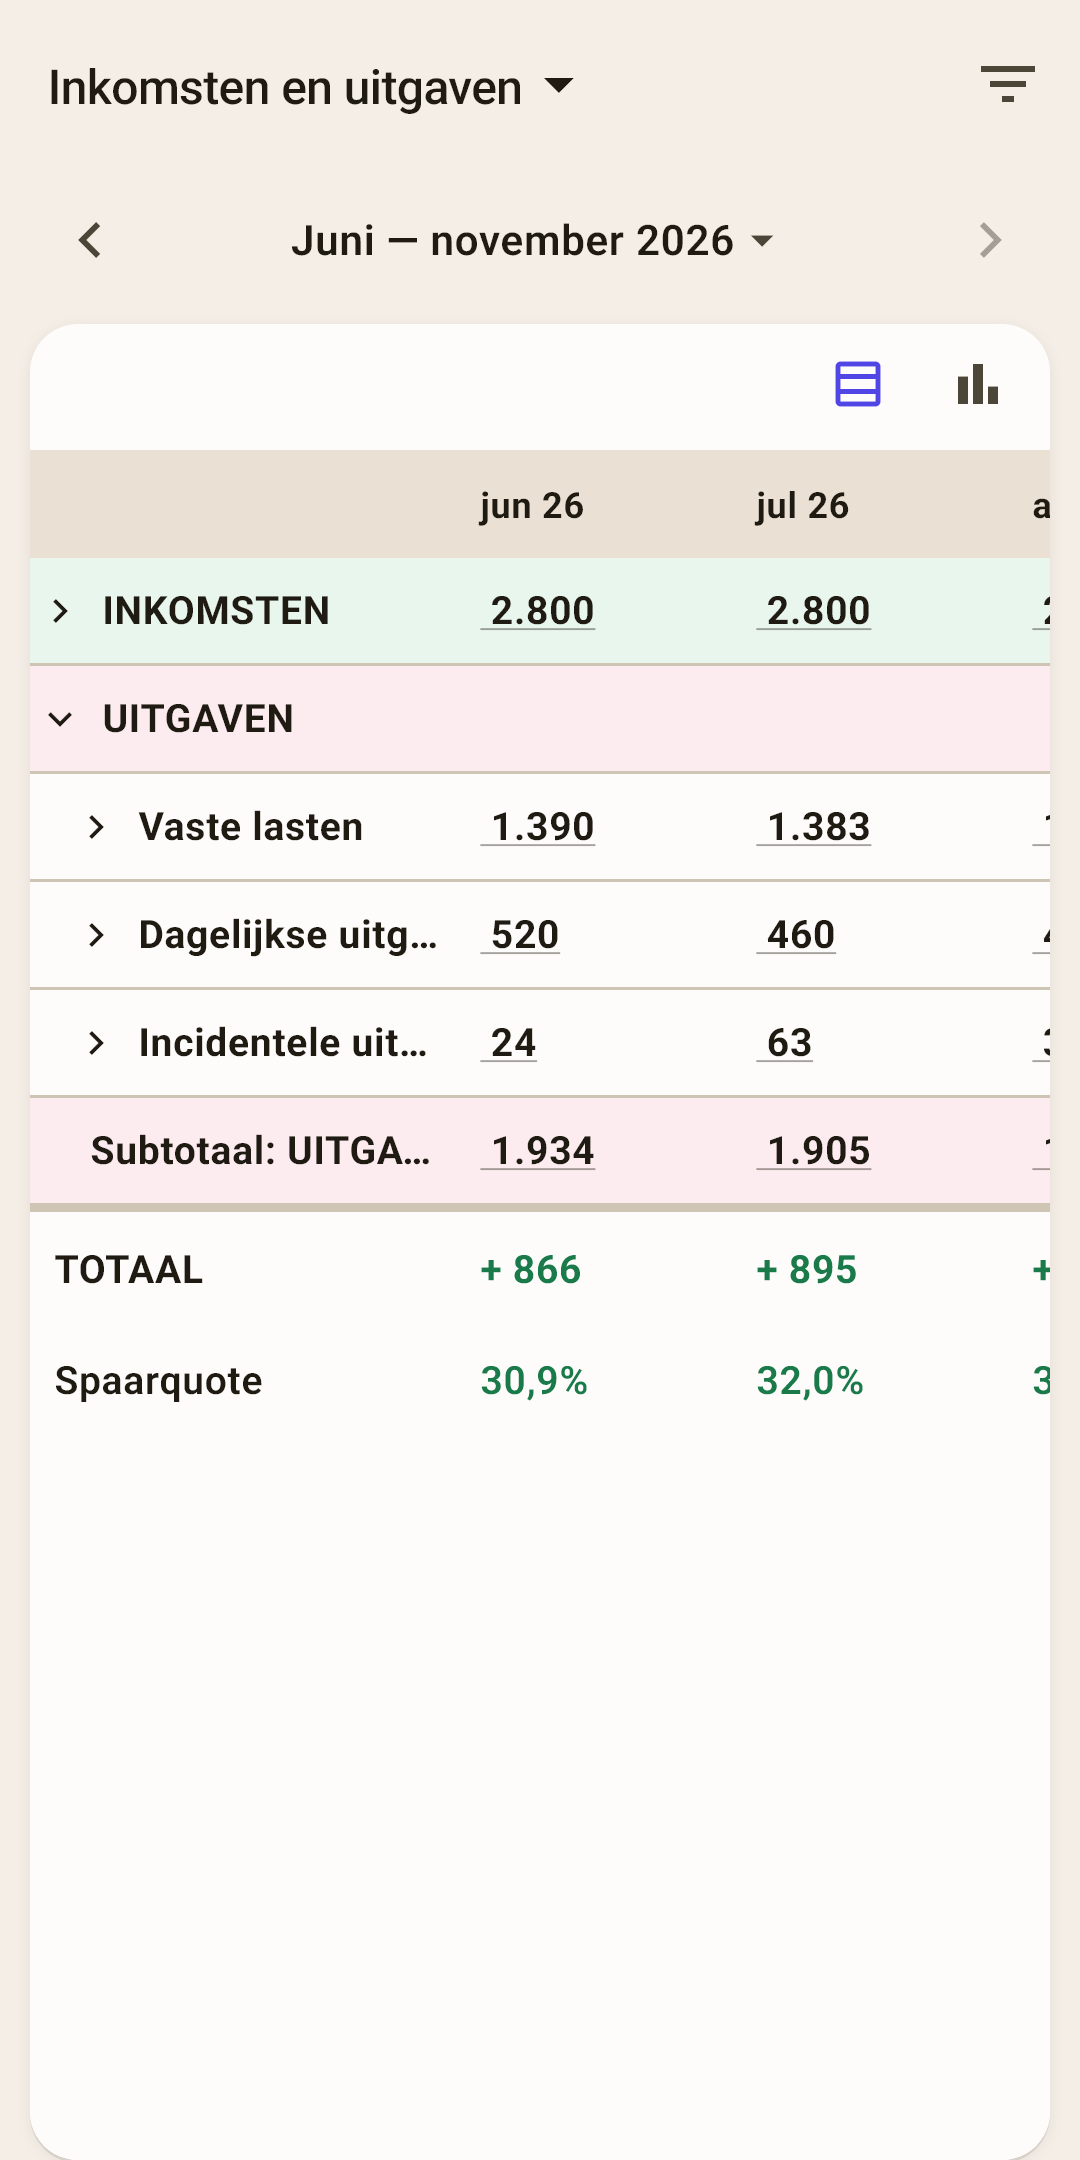 Inkomsten en uitgaven
Juni — november 2026
jun 26 jul 26
INKOMSTEN 2.800 2.800
UITGAVEN
Vaste lasten 1.390 1.383
Dagelijkse uitg... 520 460
Incidentele uit... 24 63
Subtotaal: UITGA... 1.934 1.905
TOTAAL + 866 + 895 +
Spaarquote 30,9% 32,0% 3